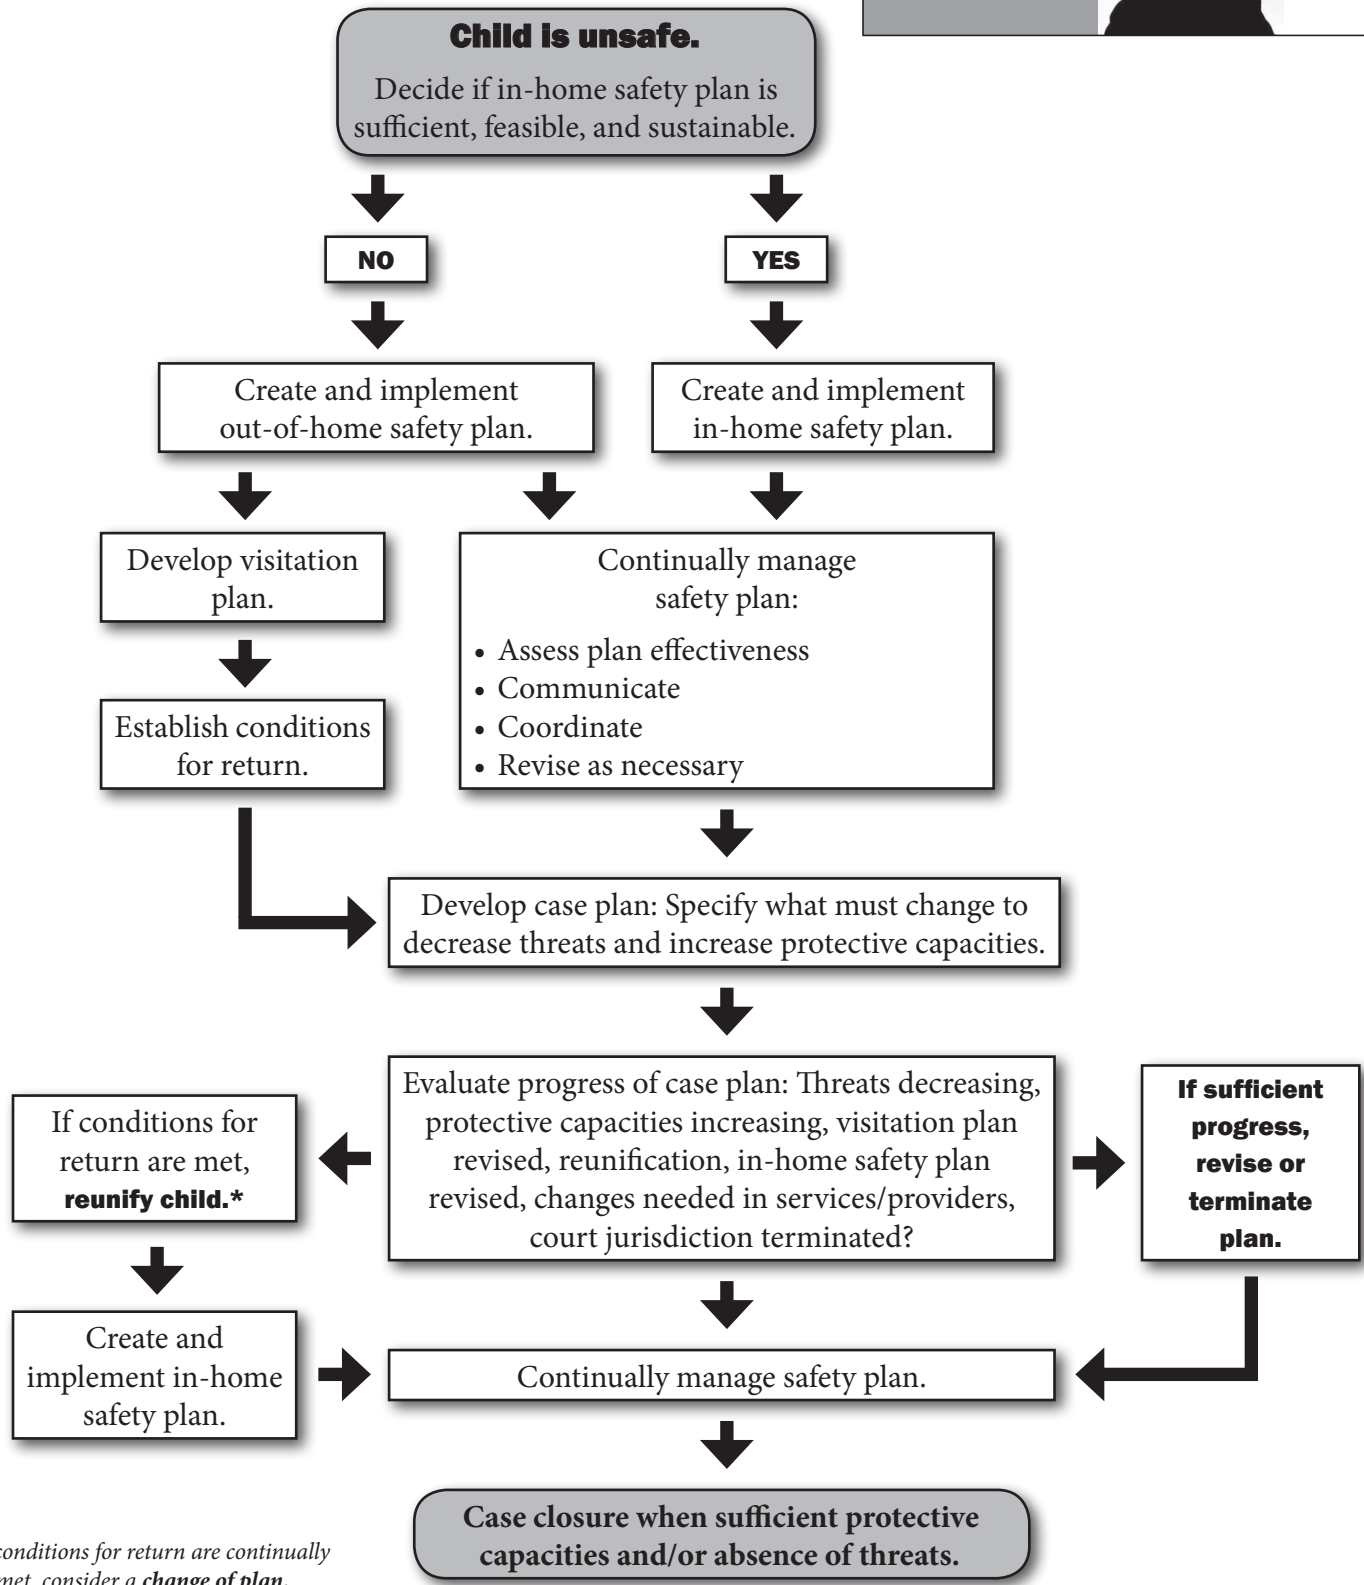 Child is unsafe.
Decide if in-home safety plan is
sufficient, feasible, and sustainable.
NO
YES
Create and implement
out-of-home safety plan.
Create and implement
in-home safety plan.
Develop visitation
plan.
Continually manage
safety plan:
• Assess plan effectiveness
• Communicate
• Coordinate
• Revise as necessary
Establish conditions
for return.
Develop case plan: Specify what must change to
decrease threats and increase protective capacities.
Evaluate progress of case plan: Threats decreasing,
protective capacities increasing, visitation plan
revised, reunification, in-home safety plan
revised, changes needed in services/providers,
court jurisdiction terminated?
If conditions for
return are met,
reunify child.*
If sufficient
progress,
revise or
terminate
plan.
Create and
implement in-home
safety plan.
Continually manage safety plan.
Case closure when sufficient protective
capacities and/or absence of threats.
conditions for return are continually
met, consider a change of plan.